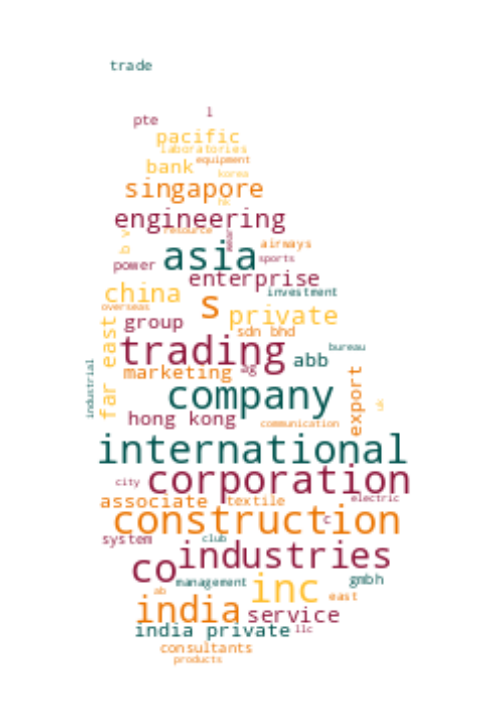 trade
l
pte
pacific
laboratories
bank equipment
korea
singapore
hk
engineering
resource
wear
b v
airways
asia
sports
power
enterprise
china
investment
overseas
s
private
group
sdn bhd
trading
bureau
abb
far east
industrial
marketing
ag
export
company
hong kong
communication
international
corporation
city
associate textile
electric
construction
c
system
club
industries
co
management
gmbh
inc
ab
east
india
service
india private
llc
consultants
products